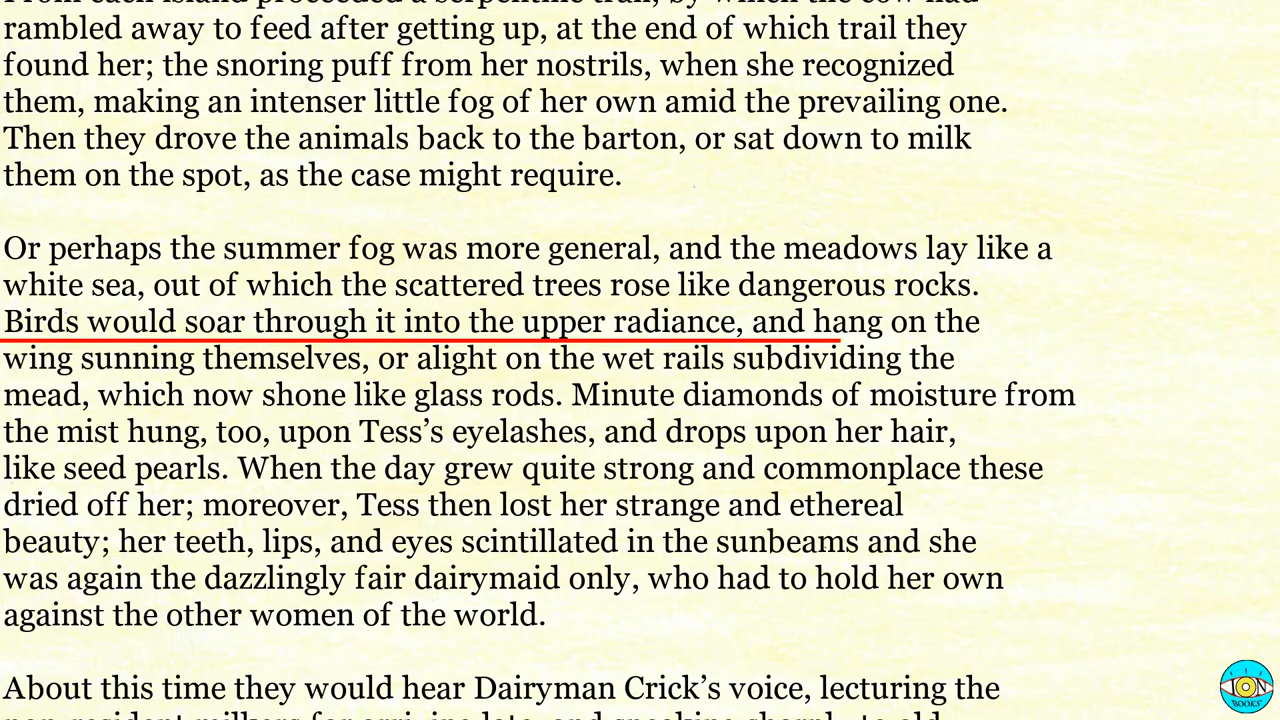 rambled away to feed after getting up, at the end of which trail they
found her; the snoring puff from her nostrils, when she recognized
them, making an intenser little fog of her own amid the prevailing one.
Then they drove the animals back to the barton, or sat down to milk
them on the spot, as the case might require.
Or perhaps the summer fog was more general, and the meadows lay like a
white sea, out of which the scattered trees rose like dangerous rocks.
Birds would soar through it into the upper radiance, and hang on the
wing sunning themselves, or alight on the wet rails subdividing the
mead, which now shone like glass rods. Minute diamonds of moisture from
the mist hung, too, upon Tess’s eyelashes, and drops upon her hair,
like seed pearls. When the day grew quite strong and commonplace these
dried off her; moreover, Tess then lost her strange and ethereal
beauty; her teeth, lips, and eyes scintillated in the sunbeams and she
was again the dazzlingly fair dairymaid only, who had to hold her own
against the other women of the world.
About this time they would hear Dairyman Crick’s voice, lecturing the
ION
BOOKS